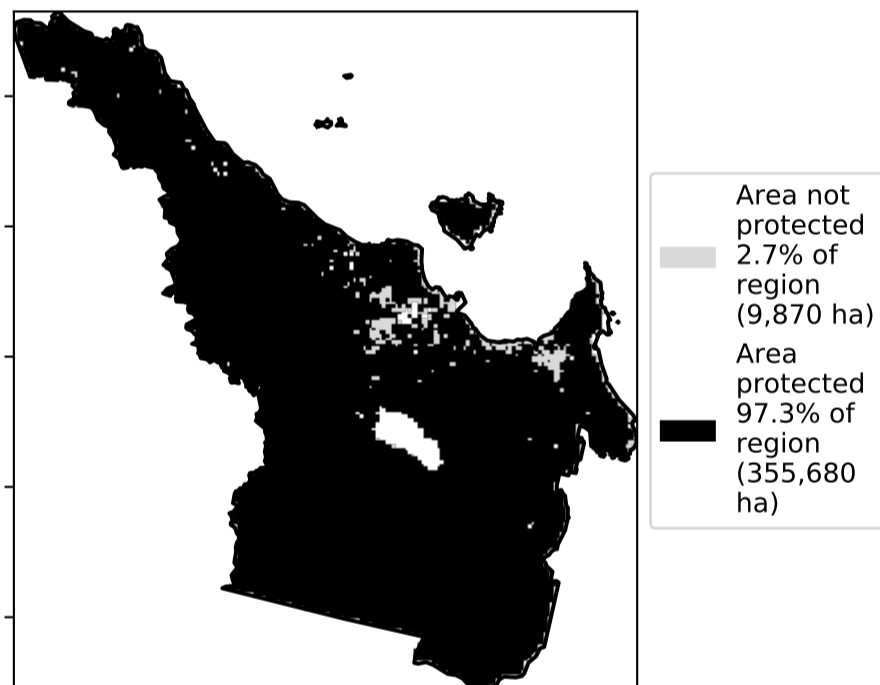 Area not
protected
2.7% of
region
(9,870 ha)
Area
protected
97.3% of
region
(355,680
ha)